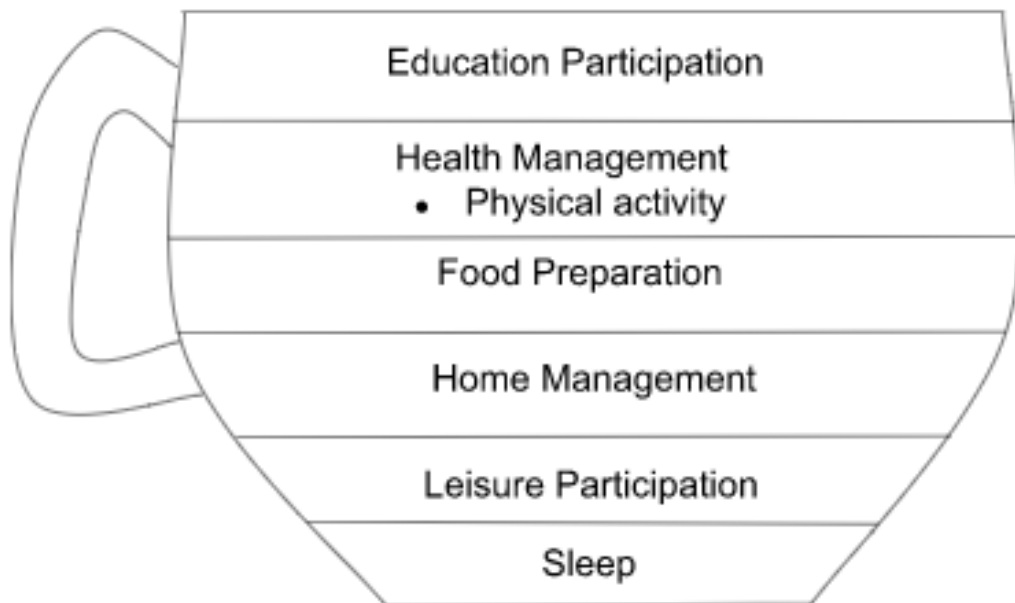 Education Participation
Health Management
• Physical activity
Food Preparation
Home Management
Leisure Participation
Sleep